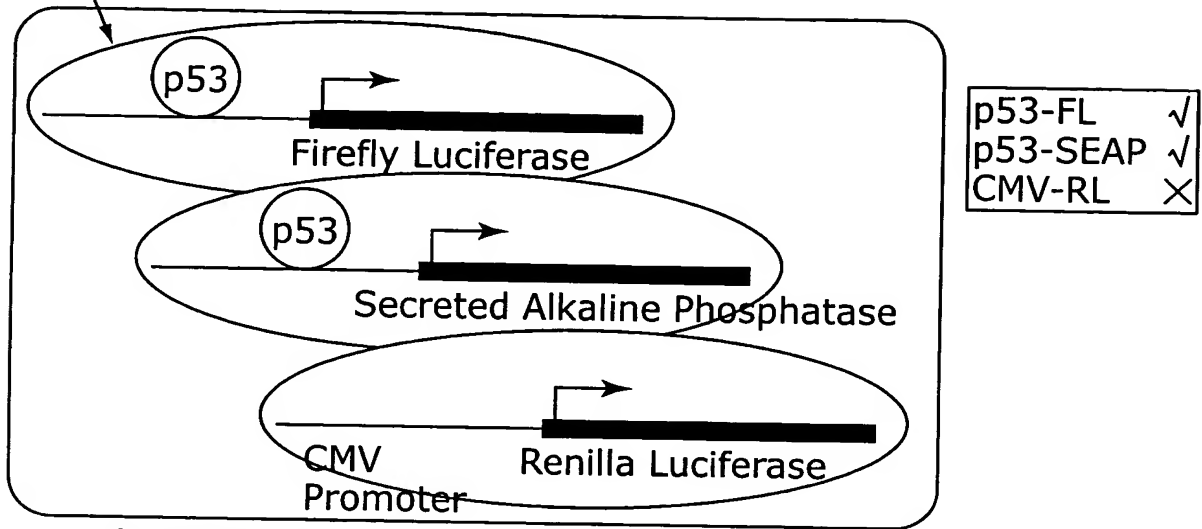 p53
Firefly Luciferase
p53
Secreted Alkaline Phosphatase
CMV
Promoter
Renilla Luciferase
p53-FL √
p53-SEAP √
CMV-RL ×